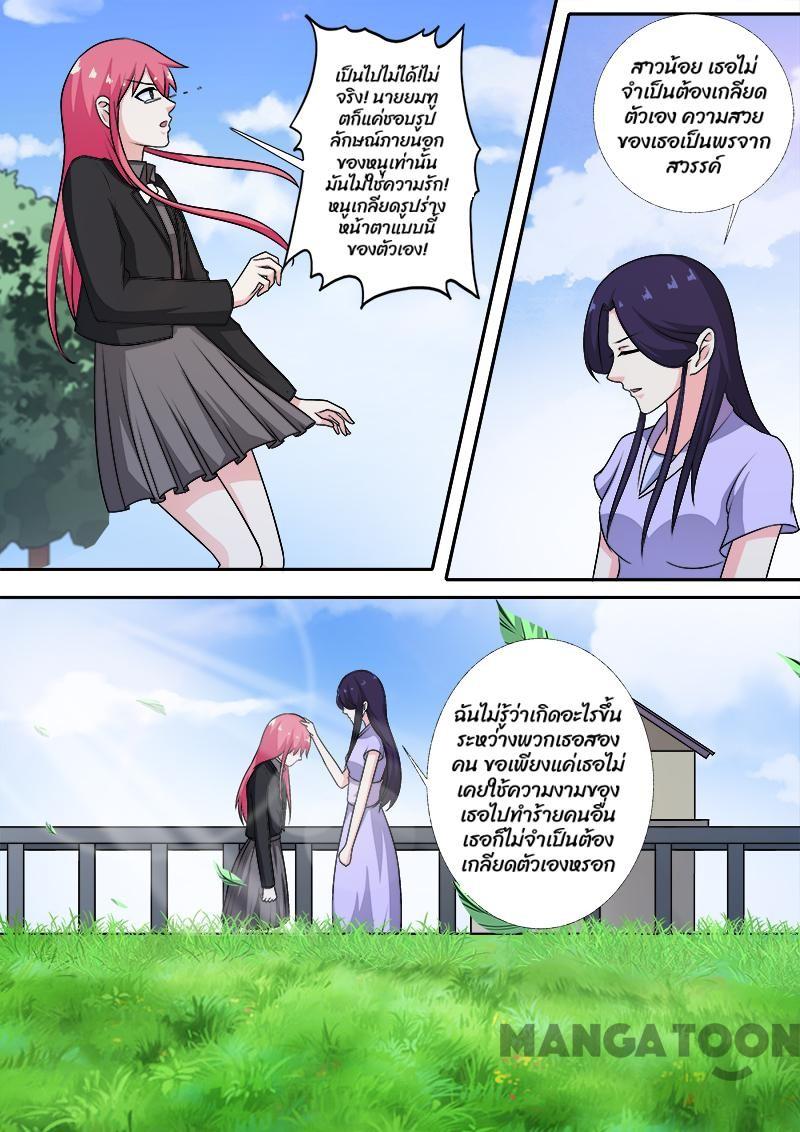 เป็นไปไม่ได้!ไม่
จริง! นายยมทู
ตก็แค่ชอบรูป
ลักษณ์ภายนอก
ของหนูเท่านั้น
มันไม่ใช่ความรัก!
หนูเกลียดรูปร่าง
หน้าตาแบบนี้
ของตัวเอง!
สาวน้อย เธอไม่
จำเป็นต้องเกลียด
ตัวเอง ความสวย
ของเธอเป็นพรจาก
สวรรค์
ฉันไม่รู้ว่าเกิดอะไรขึ้น
ระหว่างพวกเธอสอง
คน ขอเพียงแค่เธอไม่
เคยใช้ความงามของ
เธอไปทำร้ายคนอื่น
เธอก็ไม่จำเป็นต้อง
เกลียดตัวเองหรอก
MANGATOON